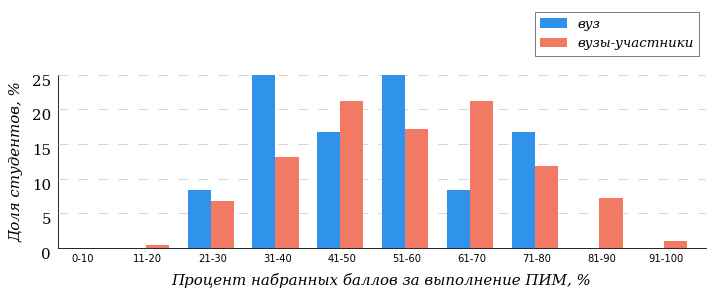 вуз
вузы-участники
Доля студентов, %
25
20
15
10
5
0
0-10 11-20 21-30 31-40 41-50 51-60 61-70 71-80 81-90 91-100
Процент набранных баллов за выполнение ПИМ, %